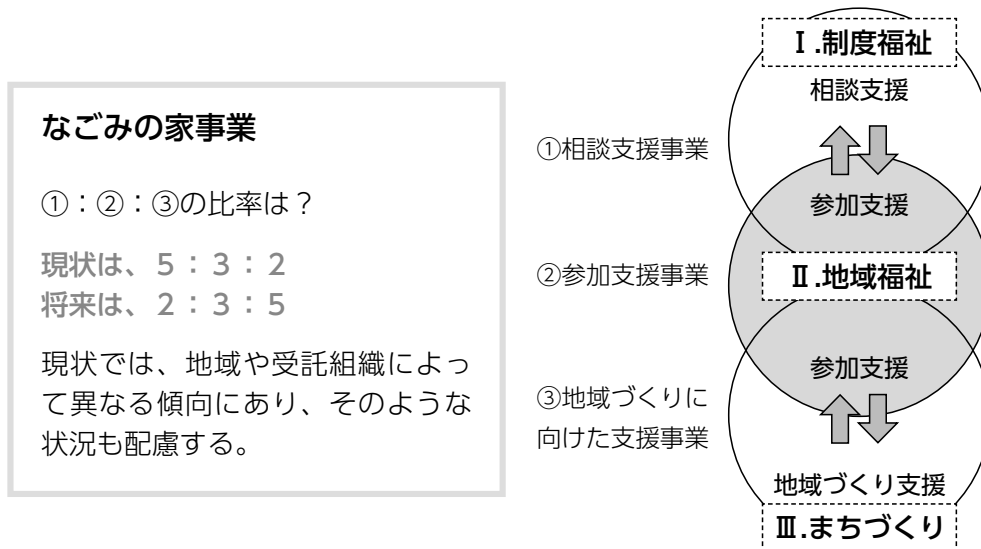 なごみの家事業
①：②：③の比率は？
現状は、５：３：２
将来は、２：３：５
現状では、地域や受託組織によっ
て異なる傾向にあり、そのような
状況も配慮する。
①相談支援事業
②参加支援事業
③地域づくりに
向けた支援事業
Ⅰ.制度福祉
相談支援
参加支援
Ⅱ.地域福祉
参加支援
地域づくり支援
Ⅲ.まちづくり